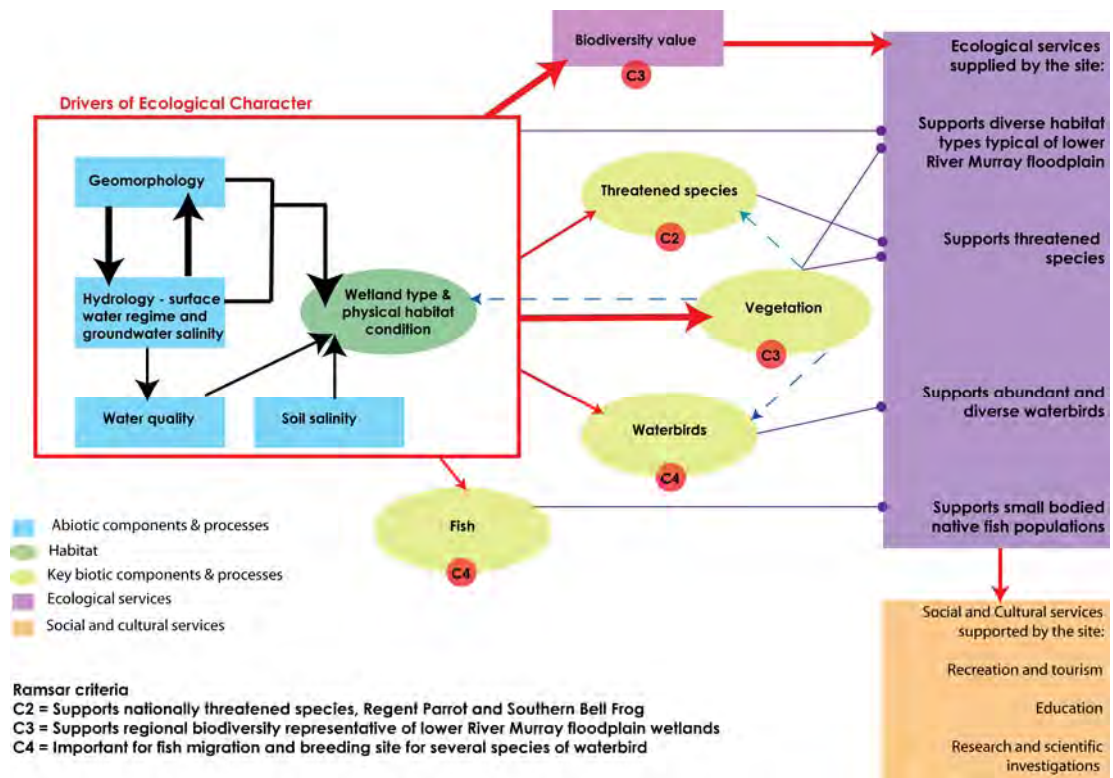 Biodiversity value
C3
Ecological services
supplied by the site:
Drivers of Ecological Character
Supports diverse habitat
types typical of lower
River Murray floodplain
Geomorphology
Threatened species
C2
Supports threatened
species
Hydrology - surface
water regime and
groundwater salinity
Wetland type &
physical habitat
condition
Vegetation
C3
Supports abundant and
diverse waterbirds
Water quality
Soil salinity
Waterbirds
C4
Fish
C4
Supports small bodied
native fish populations
Abiotic components & processes
Habitat
Key biotic components & processes
Ecological services
Social and cultural services
Social and Cultural services
supported by the site:
Recreation and tourism
Education
Research and scientific
investigations
Ramsar criteria
C2 = Supports nationally threatened species, Regent Parrot and Southern Bell Frog
C3 = Supports regional biodiversity representative of lower River Murray floodplain wetlands
C4 = Important for fish migration and breeding site for several species of waterbird